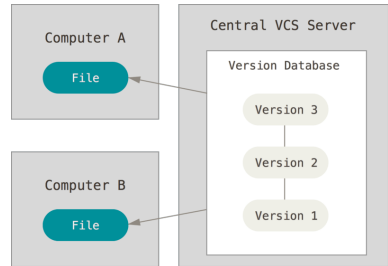 Computer A
File
Computer B
File
Central VCS Server
Version Database
Version 3
Version 2
Version 1